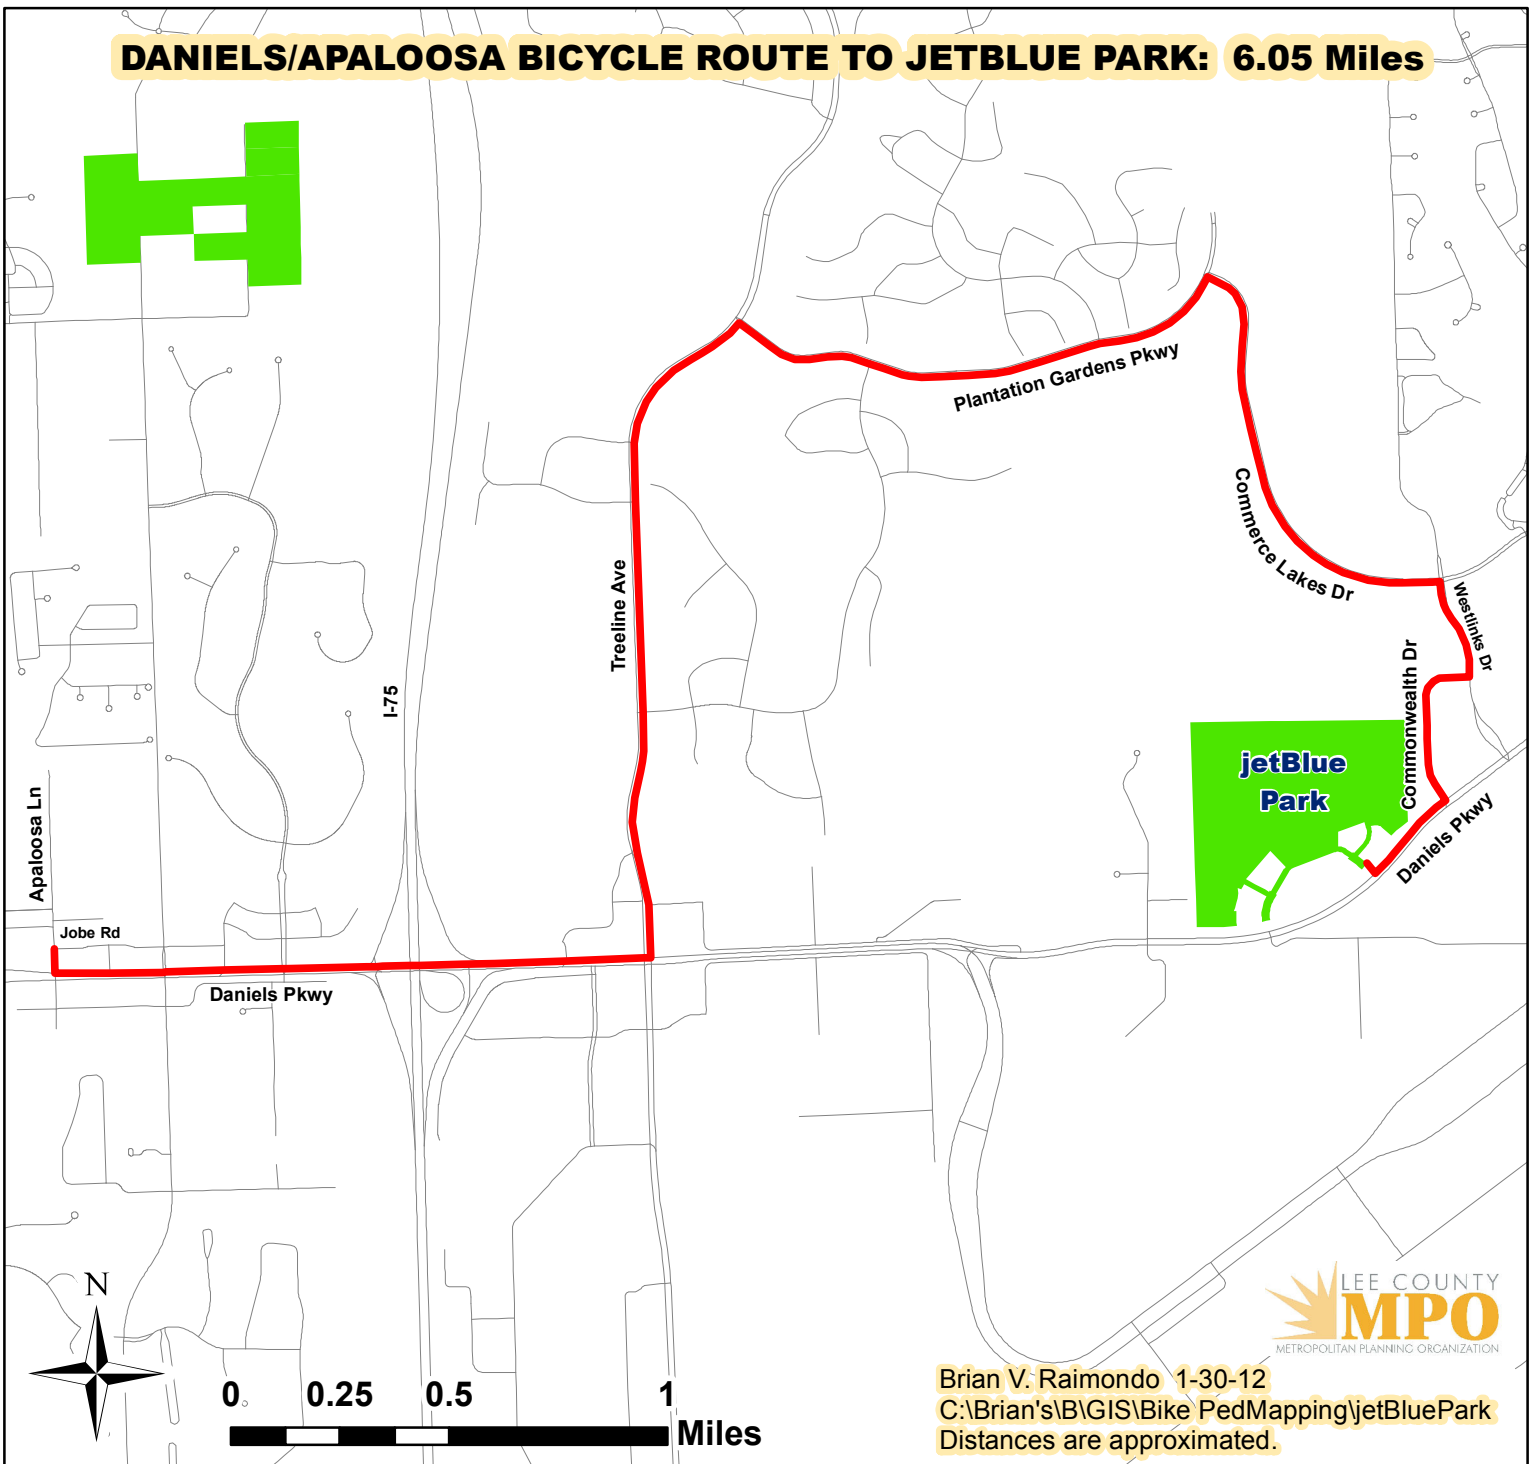 DANIELS/APALOOSA BICYCLE ROUTE TO JETBLUE PARK: 6.05 Miles
Plantation Gardens Pkwy
Commerce Lakes Dr
Treeline Ave
Westlinks Dr
Commonwealth Dr
I-75
jetBlue
Park
Apaloosa Ln
Daniels Pkwy
Jobe Rd
Daniels Pkwy
N
LEE COUNTY
MPO
METROPOLITAN PLANNING ORGANIZATION
0 0.25 0.5 1
Miles
Brian V. Raimondo 1-30-12
C:\Brian's\B\GIS\Bike PedMapping\jetBluePark
Distances are approximated.